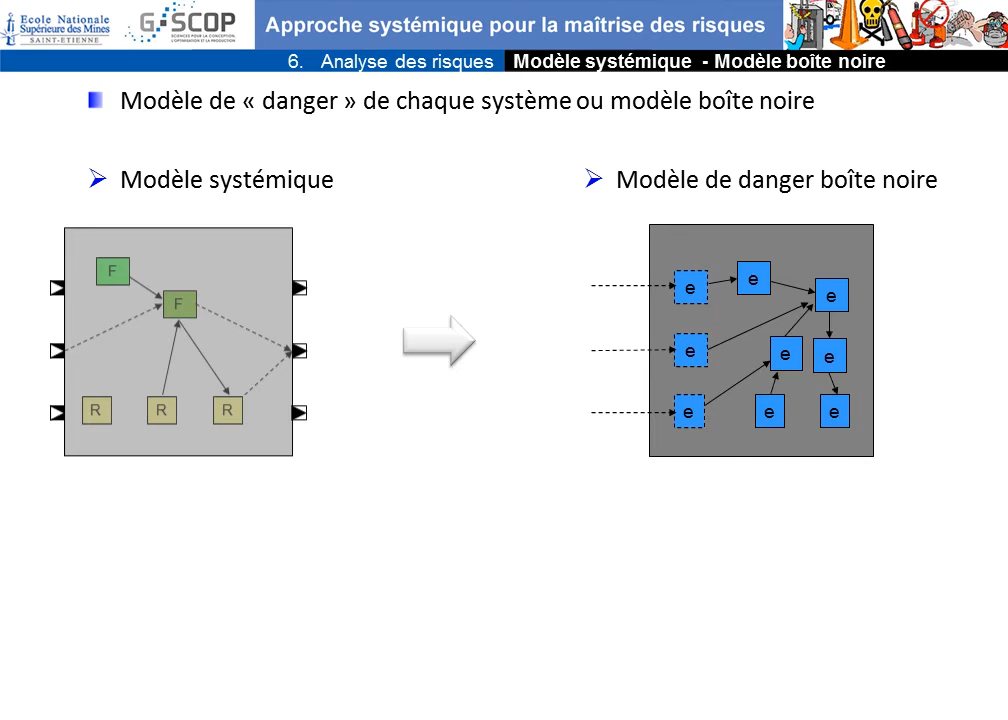 Ecole Nationale
Supérieure des Mines
SAINT-ETIENNE
G-SCOP
SCIENCES POUR LA CONCEPTION,
L'OPTIMISATION ET LA PRODUCTION
Approche systémique pour la maîtrise des risques
6. Analyse des risques
Modèle systémique - Modèle boîte noire
Modèle de « danger » de chaque système ou modèle boîte noire
Modèle systémique
Modèle de danger boîte noire
F
F
R
R
R
e
e
e
e
e
e
e
e
e